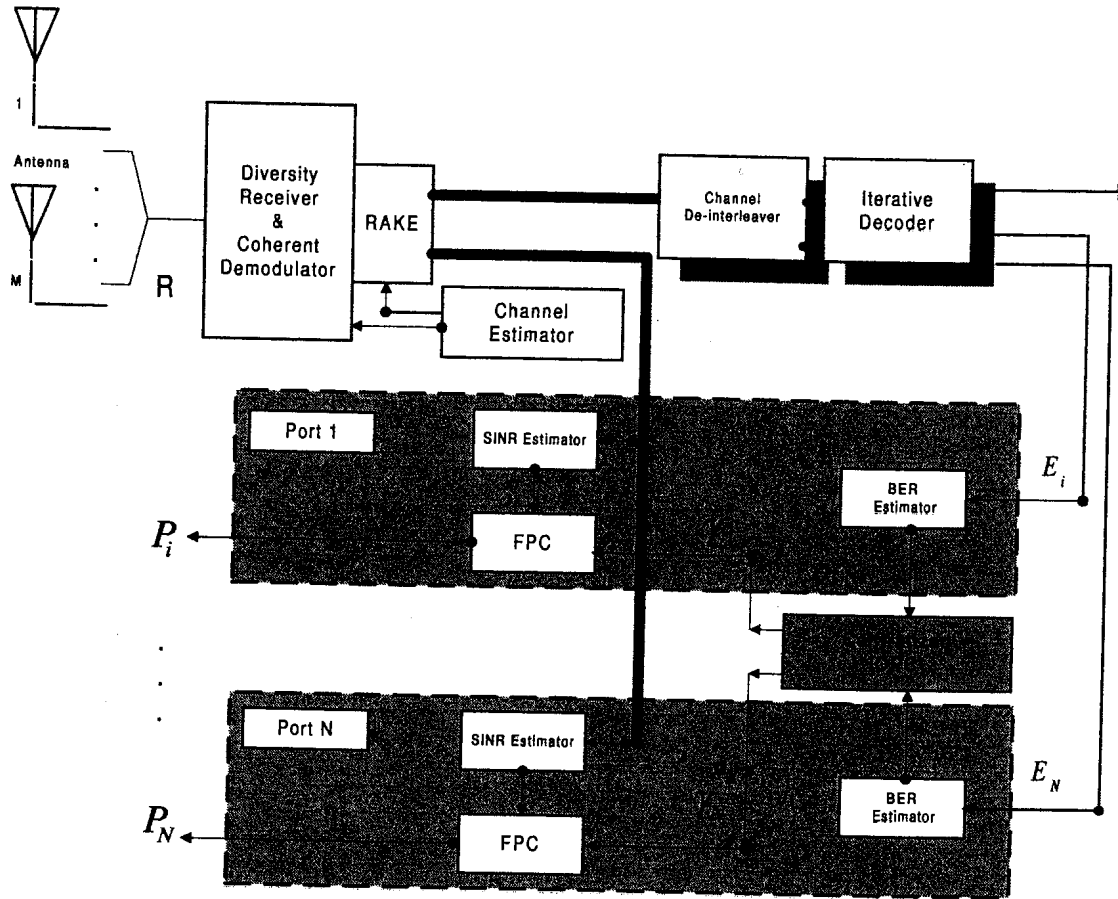 1
Antenna
M
R
Diversity
Receiver
&
Coherent
Demodulator
RAKE
Channel
De-interleaver
Iterative
Decoder
Channel
Estimator
Port 1
SINR Estimator
FPC
BER
Estimator
E_i
P_i
Port N
SINR Estimator
FPC
BER
Estimator
E_N
P_N